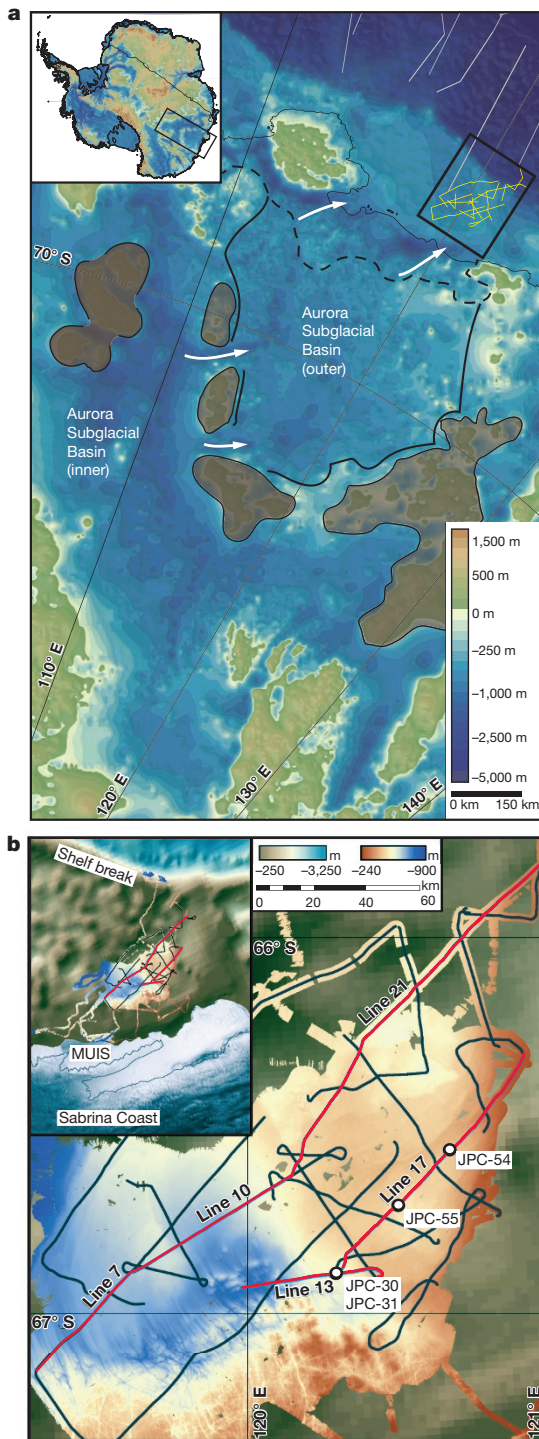 a
70° S
Aurora
Subglacial
Basin
(outer)
Aurora
Subglacial
Basin
(inner)
110° E
120° E
130° E
140° E
1,500 m
500 m
0 m
–250 m
–1,000 m
–2,500 m
–5,000 m
0 km 150 km
b
Shelf break
MUIS
Sabrina Coast
m
–250 –3,250
m
–240 –900
km
0 20 40 60
66° S
Line 21
JPC-54
Line 17
JPC-55
Line 10
Line 7
Line 13
JPC-30
JPC-31
67° S
120° E
121° E